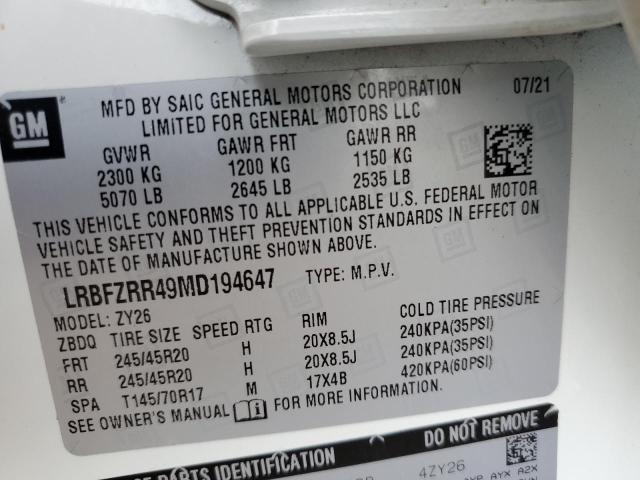 GM
MFD BY SAIC GENERAL MOTORS CORPORATION 07/21
LIMITED FOR GENERAL MOTORS LLC
GVWR GAWR FRT GAWR RR
2300 KG 1200 KG 1150 KG
5070 LB 2645 LB 2535 LB
THIS VEHICLE CONFORMS TO ALL APPLICABLE U.S. FEDERAL MOTOR
VEHICLE SAFETY AND THEFT PREVENTION STANDARDS IN EFFECT ON
THE DATE OF MANUFACTURE SHOWN ABOVE.
LRBFZRR49MD194647 TYPE: M.P.V.
MODEL: ZY26
ZBDQ TIRE SIZE SPEED RTG RIM COLD TIRE PRESSURE
FRT 245/45R20 H 20X8.5J 240KPA(35PSI)
RR 245/45R20 H 20X8.5J 240KPA(35PSI)
SPA T145/70R17 M 17X4B 420KPA(60PSI)
SEE OWNER'S MANUAL FOR MORE INFORMATION.
PARTS IDENTIFICATION DO NOT REMOVE
4ZY26
AYX A2X